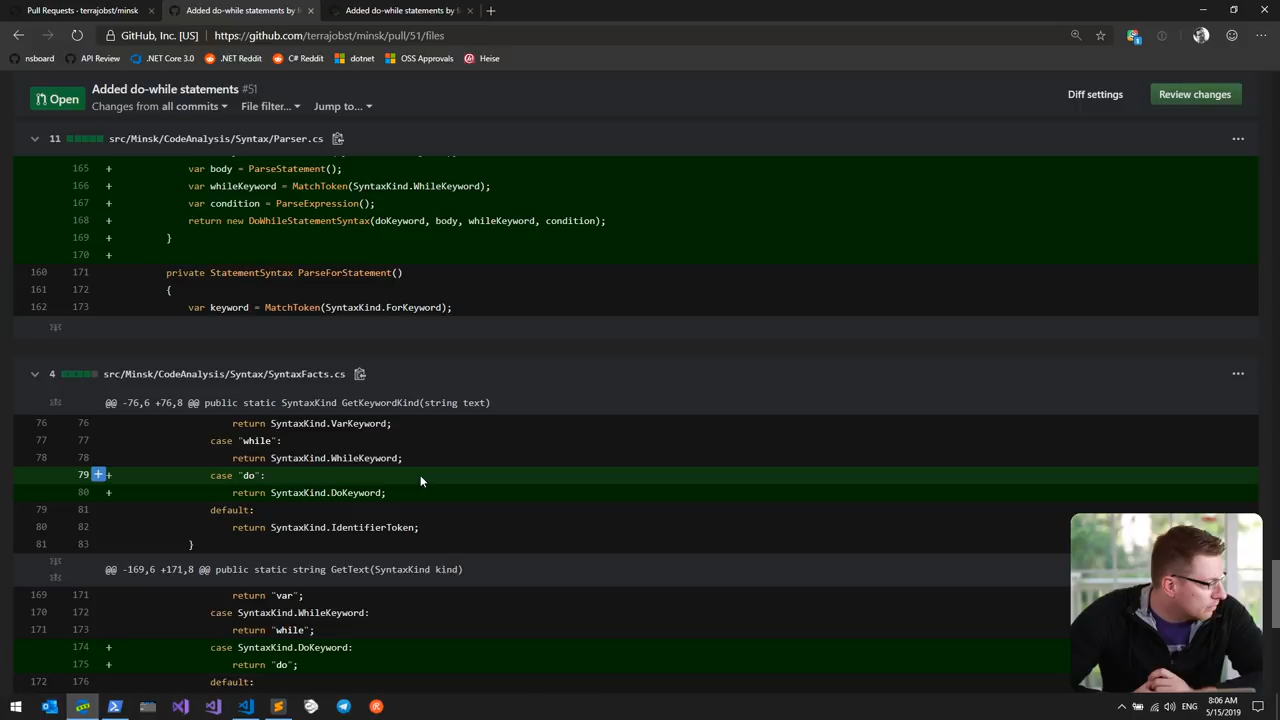 Pull Requests · terrajobst/minsk
Added do-while statements by f
Added do-while statements by f
GitHub, Inc. [US]
https://github.com/terrajobst/minsk/pull/51/files
nsboard
API Review
.NET Core 3.0
.NET Reddit
C# Reddit
dotnet
OSS Approvals
Heise
Open
Added do-while statements #51
Changes from all commits
File filter...
Jump to...
Diff settings
Review changes
11 src/Minsk/CodeAnalysis/Syntax/Parser.cs
165 + var body = ParseStatement();
166 + var whileKeyword = MatchToken(SyntaxKind.WhileKeyword);
167 + var condition = ParseExpression();
168 + return new DoWhileStatementSyntax(doKeyword, body, whileKeyword, condition);
169 + }
170 +
160 171 private StatementSyntax ParseForStatement()
161 172 {
162 173 var keyword = MatchToken(SyntaxKind.ForKeyword);
4 src/Minsk/CodeAnalysis/Syntax/SyntaxFacts.cs
@@ -76,6 +76,8 @@ public static SyntaxKind GetKeywordKind(string text)
76 76 return SyntaxKind.VarKeyword;
77 77 case "while":
78 78 return SyntaxKind.WhileKeyword;
79 + case "do":
80 + return SyntaxKind.DoKeyword;
79 81 default:
80 82 return SyntaxKind.IdentifierToken;
81 83 }
@@ -169,6 +171,8 @@ public static string GetText(SyntaxKind kind)
169 171 return "var";
170 172 case SyntaxKind.WhileKeyword:
171 173 return "while";
174 + case SyntaxKind.DoKeyword:
175 + return "do";
172 176 default:
ENG
8:06 AM
5/15/2019